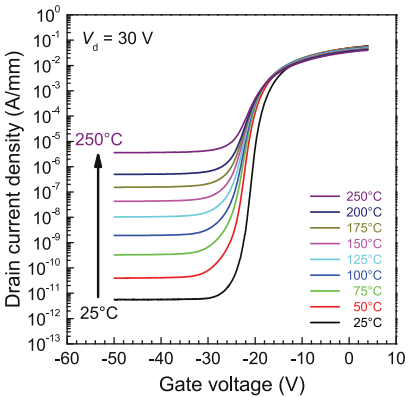 Drain current density (A/mm)
10⁰
10⁻¹
10⁻²
10⁻³
10⁻⁴
10⁻⁵
10⁻⁶
10⁻⁷
10⁻⁸
10⁻⁹
10⁻¹⁰
10⁻¹¹
10⁻¹²
10⁻¹³
V_d = 30 V
250°C
25°C
250°C
200°C
175°C
150°C
125°C
100°C
75°C
50°C
25°C
-60 -50 -40 -30 -20 -10 0 10
Gate voltage (V)